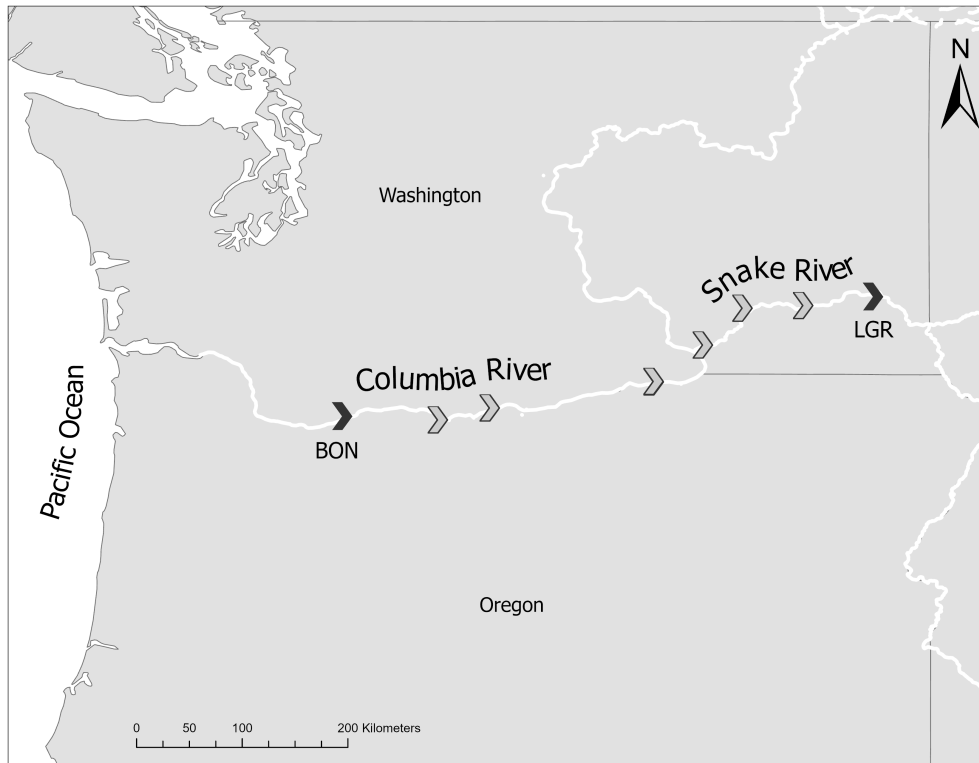 N
Washington
Snake River
LGR
Columbia River
BON
Pacific Ocean
Oregon
0 50 100 200 Kilometers